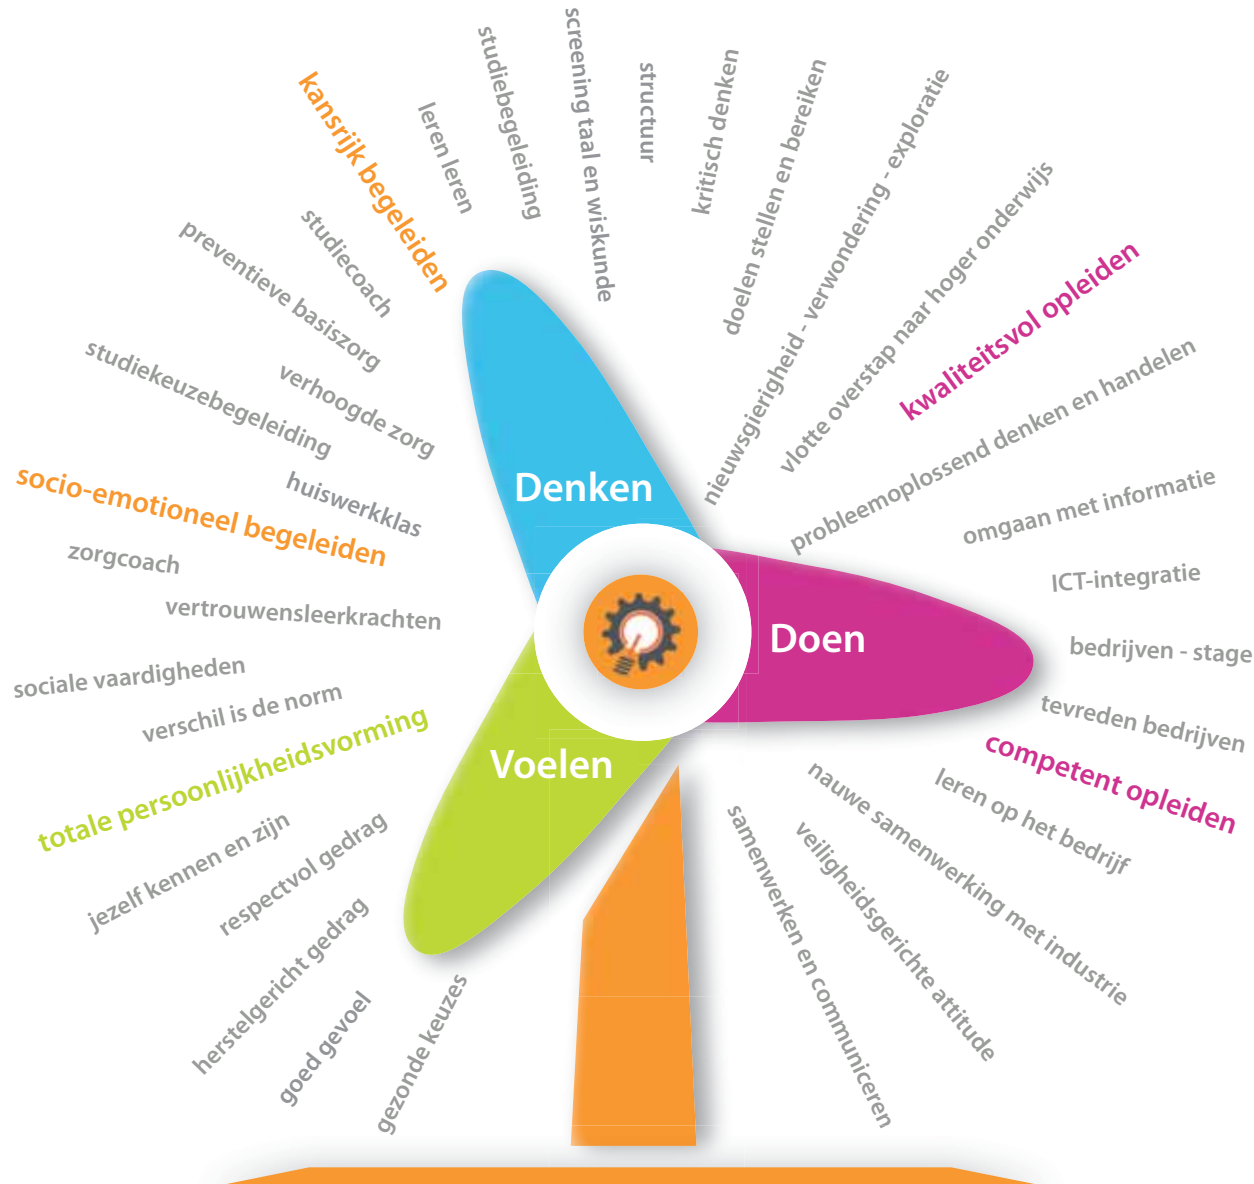 kansrijk begeleiden
leren leren
studiebegeleiding
screening taal en wiskunde
structuur
kritisch denken
doelen stellen en bereiken
nieuwsgierigheid - verwondering - exploratie
vlotte overstap naar hoger onderwijs
kwaliteitsvol opleiden
probleemoplossend denken en handelen
omgaan met informatie
ICT-integratie
bedrijven - stage
tevreden bedrijven
competent opleiden
leren op het bedrijf
nauwe samenwerking met industrie
veiligheidsgerichte attitude
samenwerken en communiceren
gezonde keuzes
goed gevoel
herstelgericht gedrag
respectvol gedrag
jezelf kennen en zijn
totale persoonlijkheidsvorming
verschil is de norm
sociale vaardigheden
vertrouwensleerkrachten
zorgcoach
socio-emotioneel begeleiden
huiswerkklas
studiekeuzebegeleiding
verhoogde zorg
preventieve basiszorg
studiecoach
Denken
Doen
Voelen